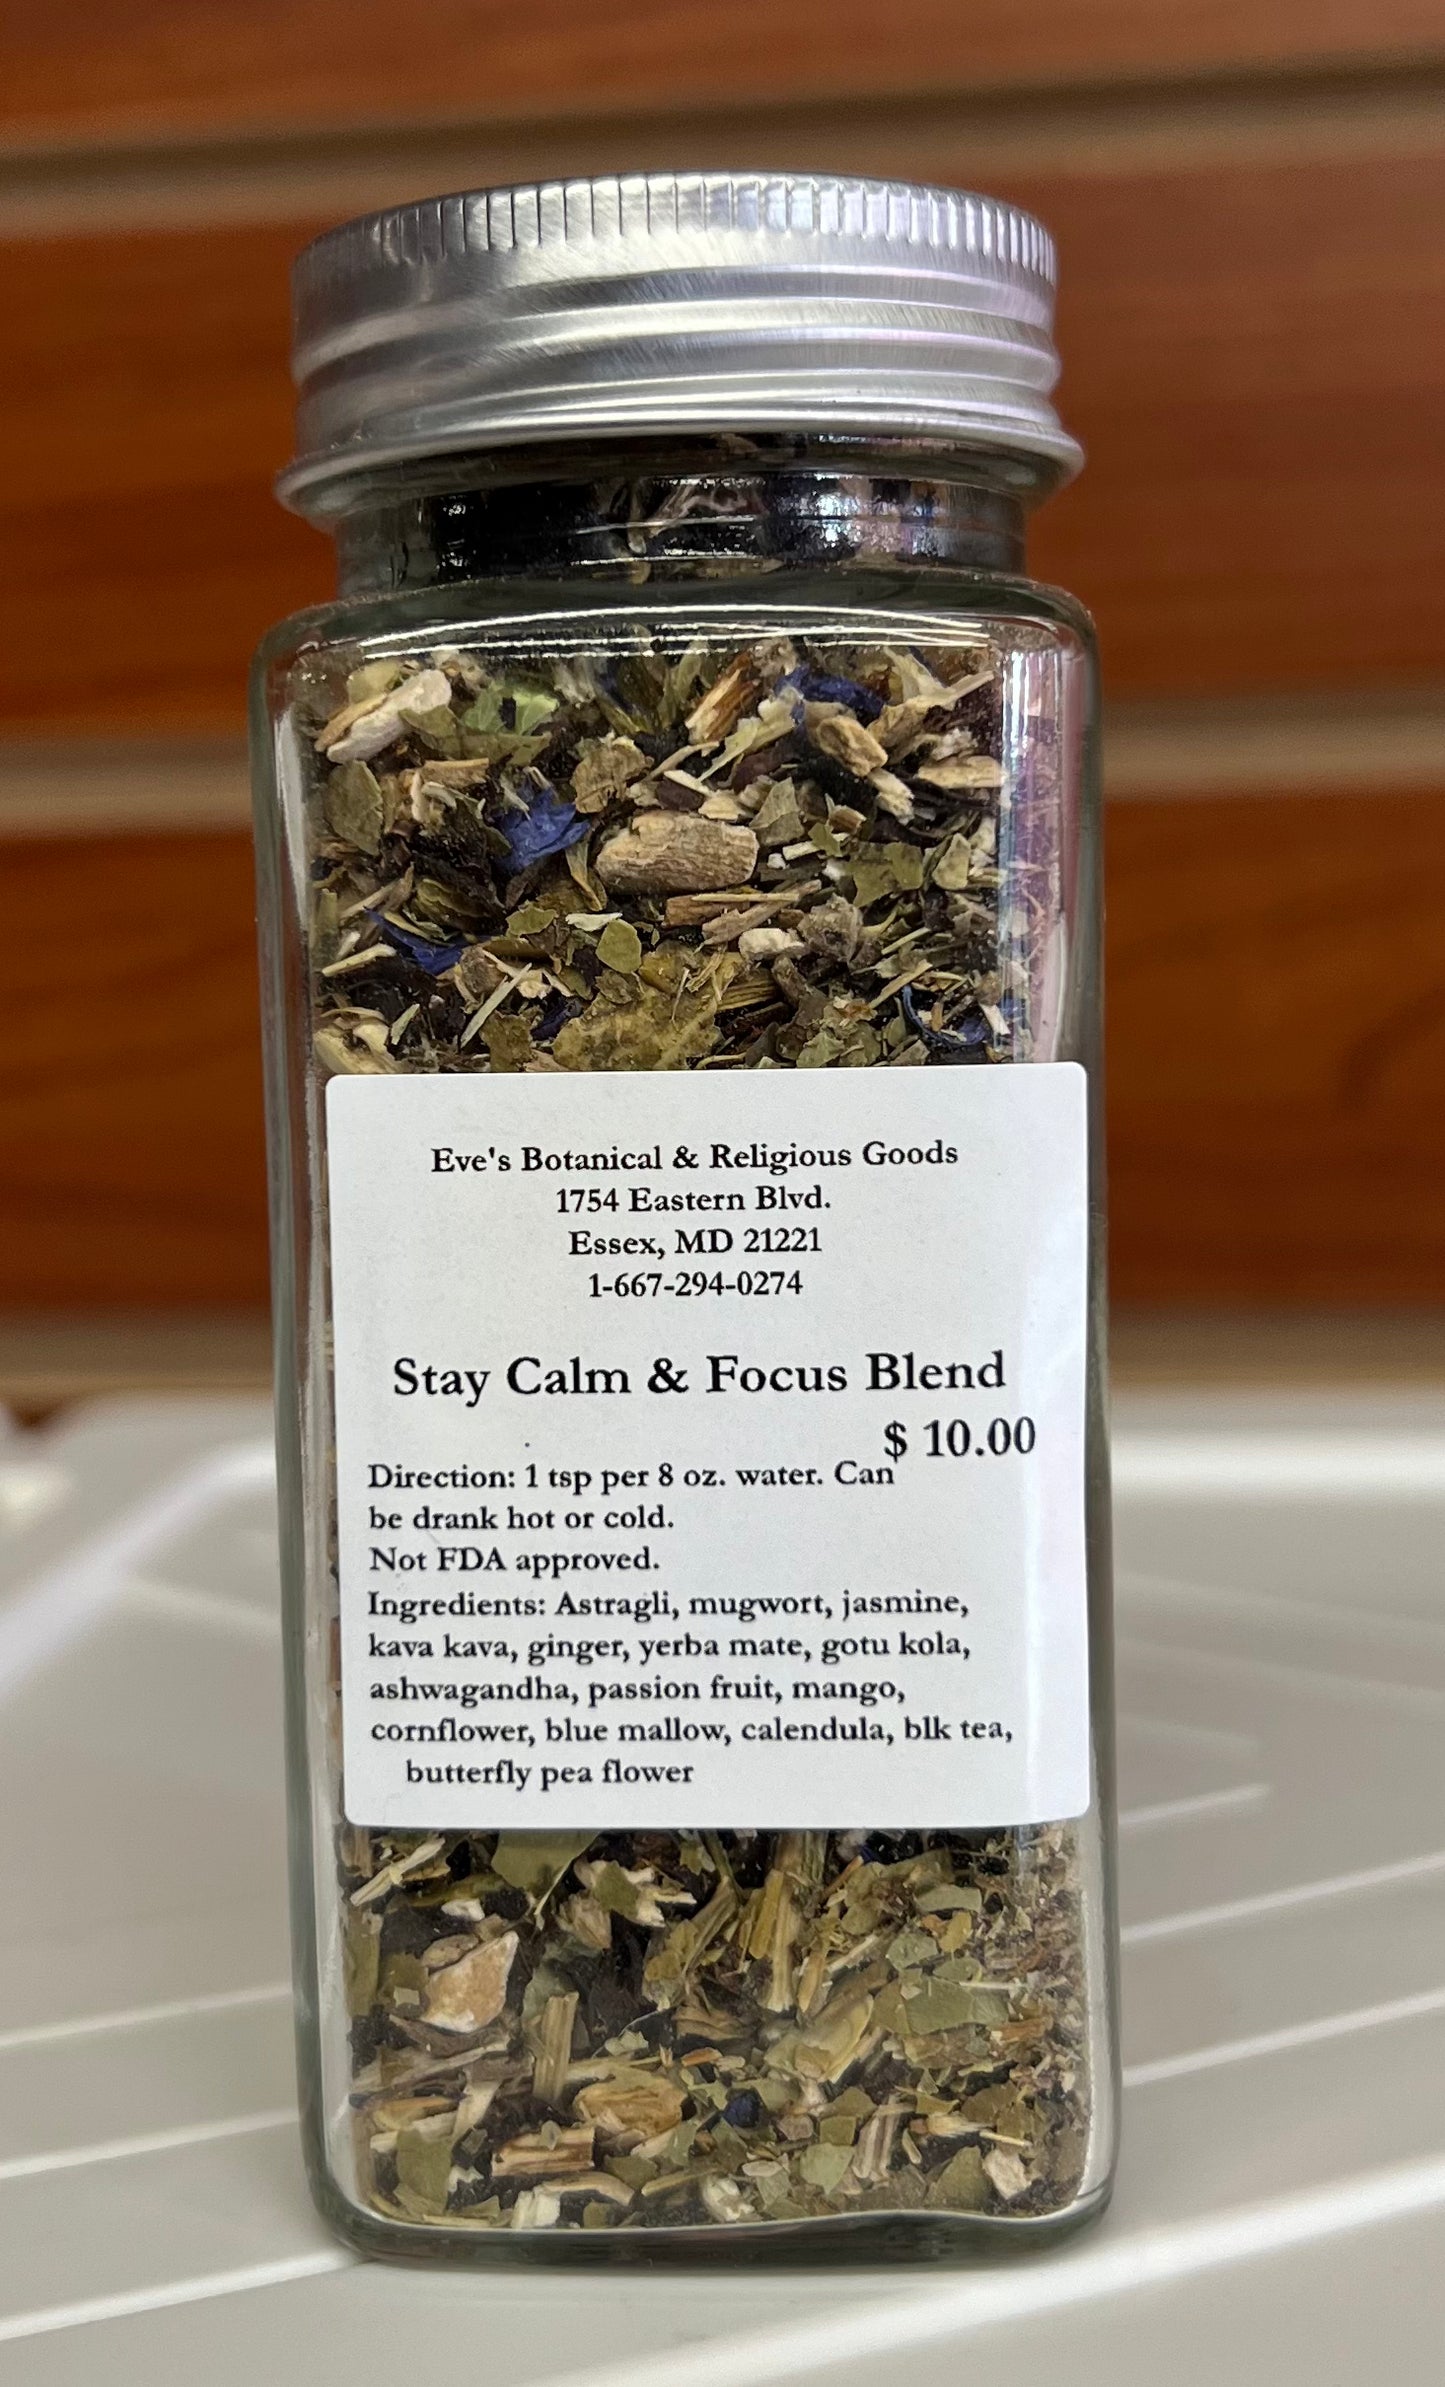 Eve's Botanical & Religious Goods
1754 Eastern Blvd.
Essex, MD 21221
1-667-294-0274
Stay Calm & Focus Blend
$ 10.00
Direction: 1 tsp per 8 oz. water. Can
be drank hot or cold.
Not FDA approved.
Ingredients: Astragli, mugwort, jasmine,
kava kava, ginger, yerba mate, gotu kola,
ashwagandha, passion fruit, mango,
cornflower, blue mallow, calendula, blk tea,
butterfly pea flower